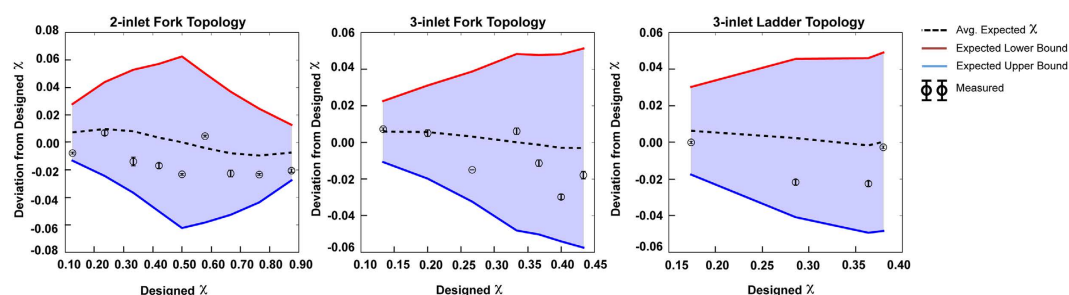 2-inlet Fork Topology
Deviation from Designed χ
0.08
0.06
0.04
0.02
0.00
-0.02
-0.04
-0.06
-0.08
0.10 0.20 0.30 0.40 0.50 0.60 0.70 0.80 0.90
Designed χ
3-inlet Fork Topology
Deviation from Designed χ
0.06
0.04
0.02
0.00
-0.02
-0.04
-0.06
0.10 0.15 0.20 0.25 0.30 0.35 0.40 0.45
Designed χ
3-inlet Ladder Topology
Deviation from Designed χ
0.06
0.04
0.02
0.00
-0.02
-0.04
-0.06
0.15 0.20 0.25 0.30 0.35 0.40
Designed χ
Avg. Expected χ
Expected Lower Bound
Expected Upper Bound
Measured